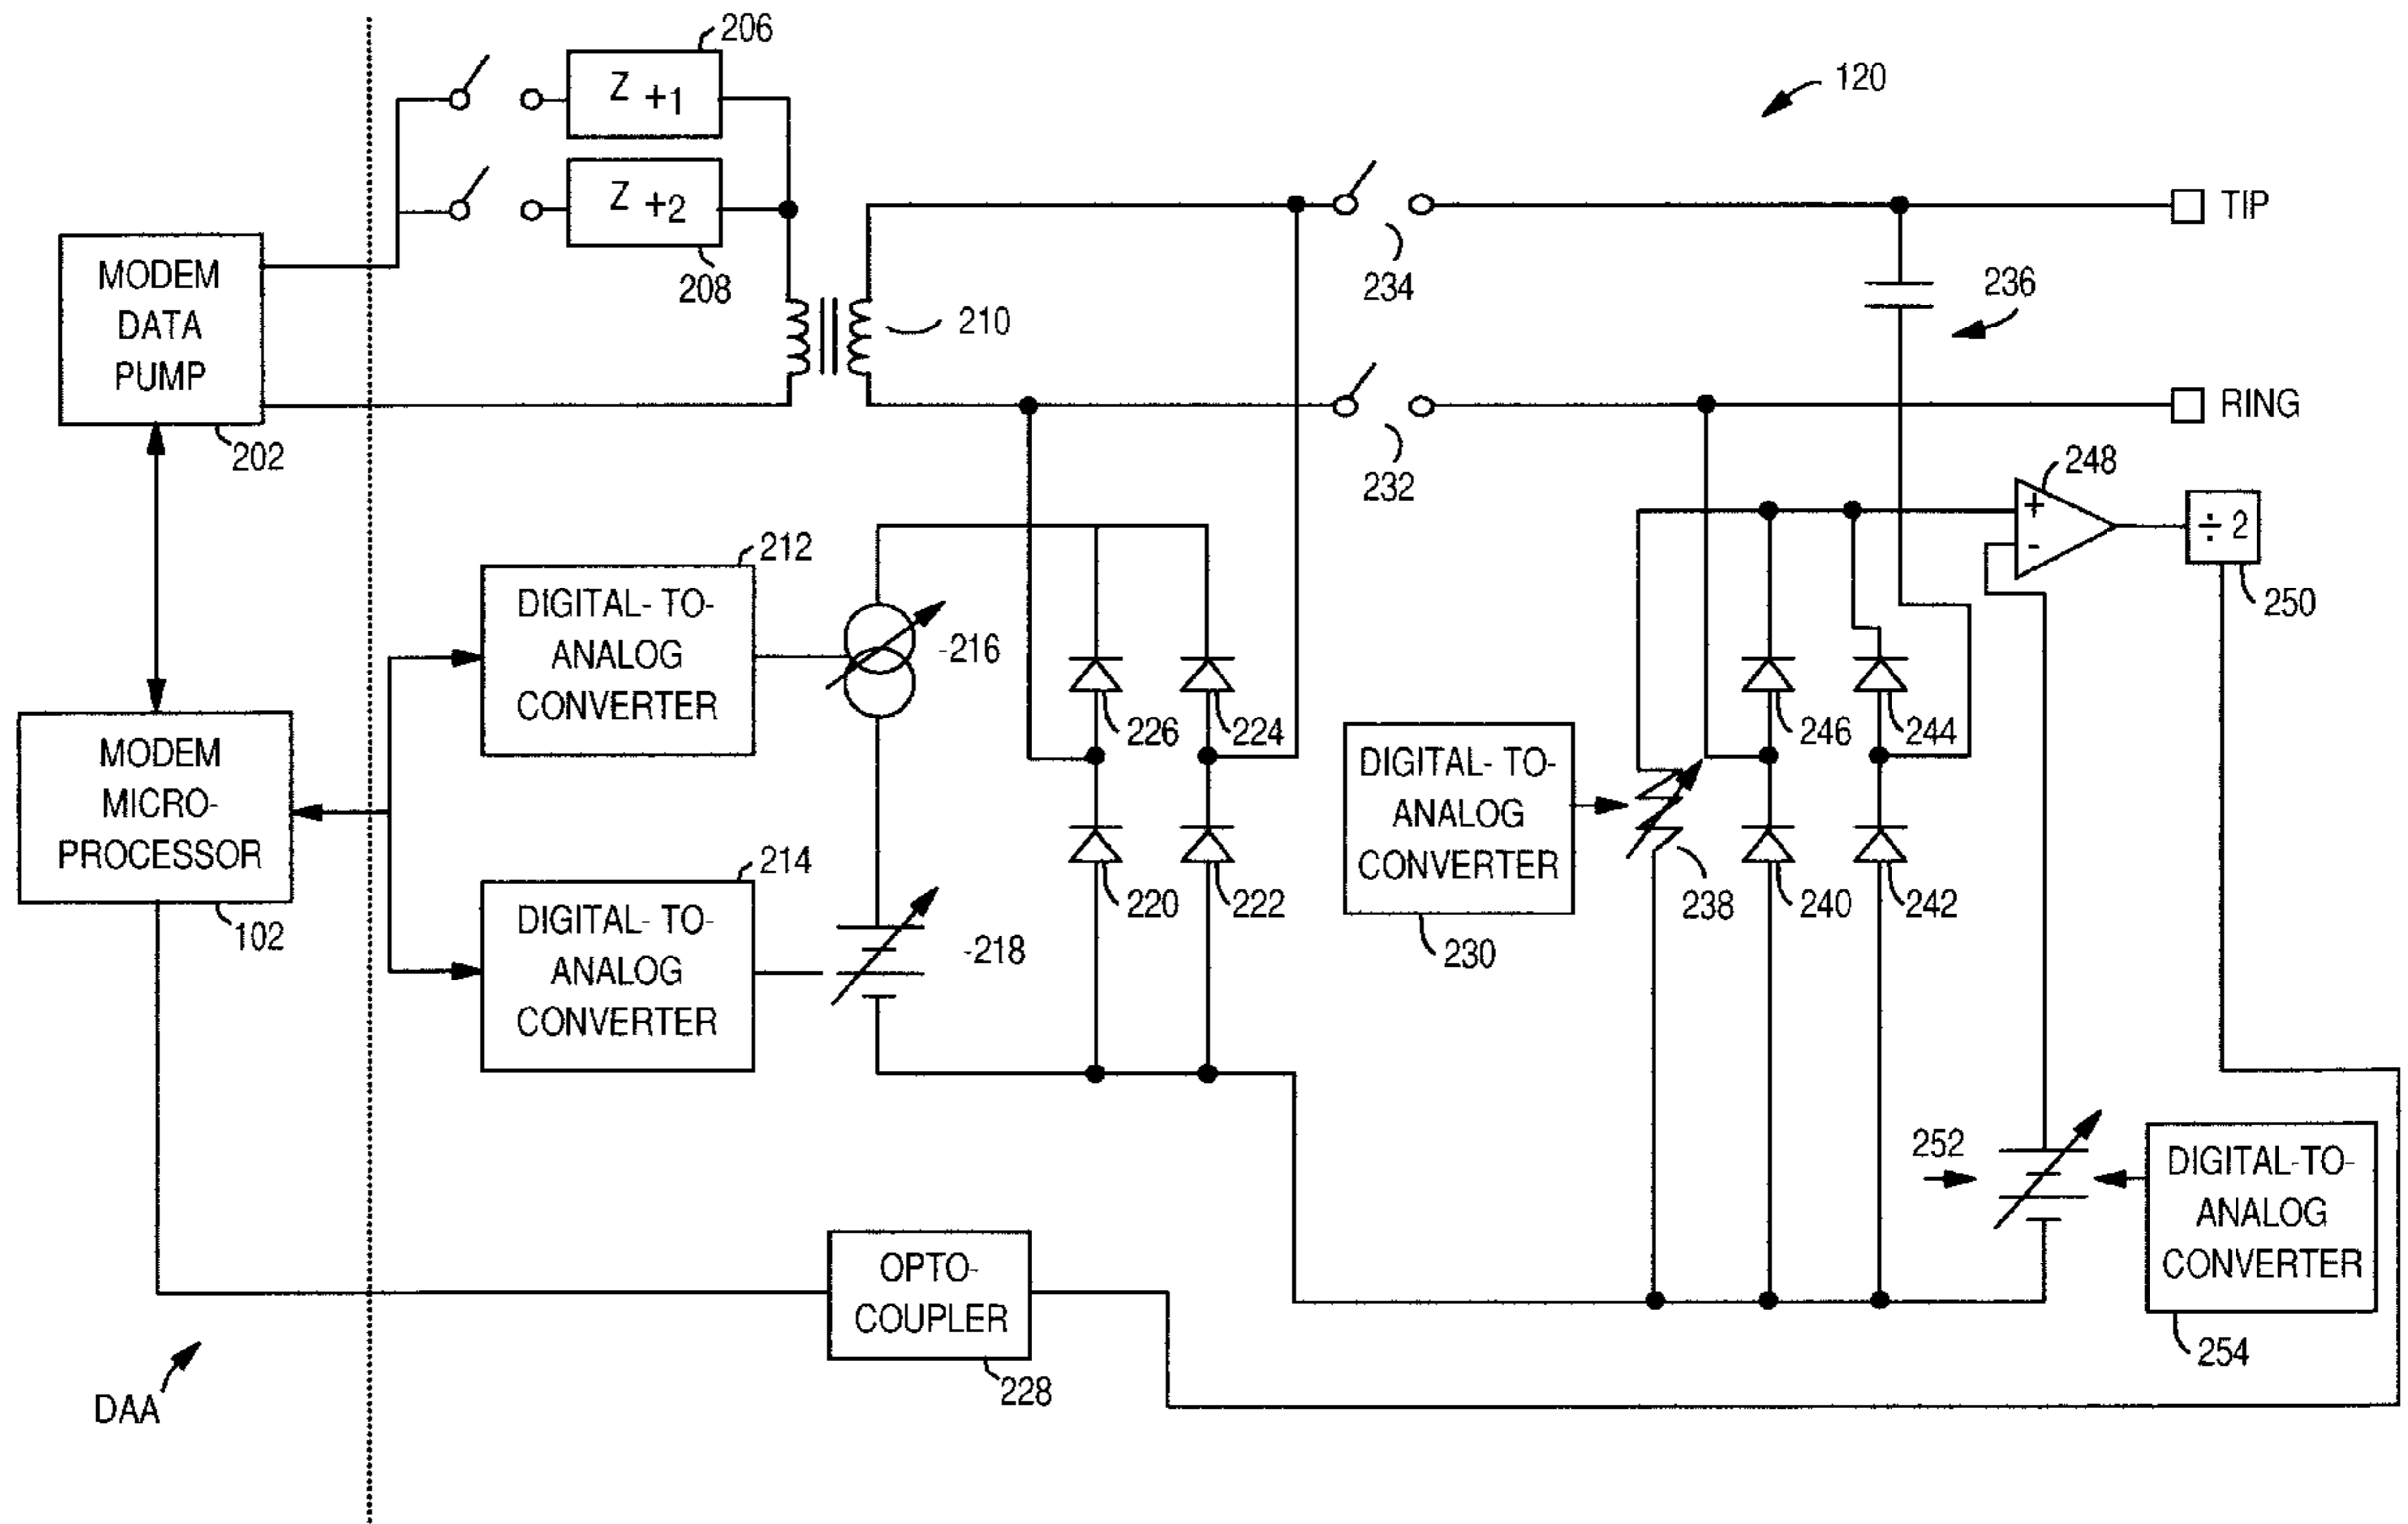 206
Z +1
120
Z +2
TIP
208
234
236
MODEM
DATA
PUMP
210
RING
202
232
248
+
-
÷ 2
250
212
DIGITAL- TO-
ANALOG
CONVERTER
-216
226
224
246
244
MODEM
MICRO-
PROCESSOR
102
DIGITAL- TO-
ANALOG
CONVERTER
230
214
DIGITAL- TO-
ANALOG
CONVERTER
-218
220
222
238
240
242
252
DIGITAL-TO-
ANALOG
CONVERTER
254
OPTO-
COUPLER
228
DAA